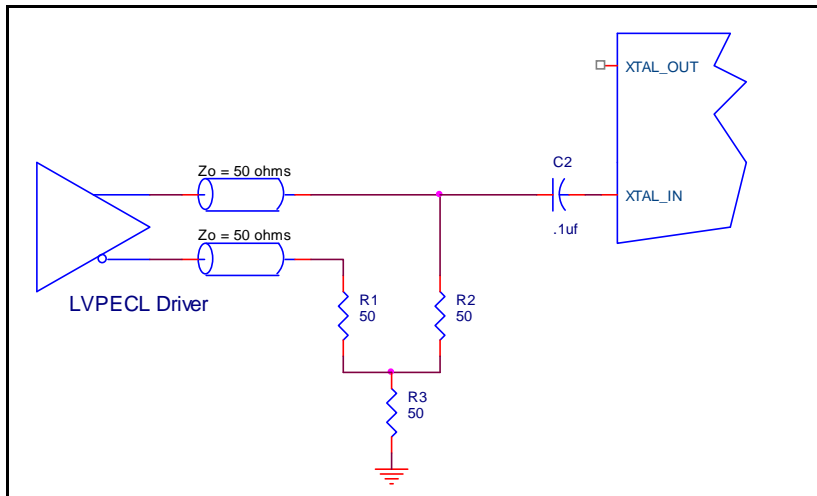 XTAL_OUT
Zo = 50 ohms
C2
XTAL_IN
.1uf
Zo = 50 ohms
LVPECL Driver
R1
50
R2
50
R3
50